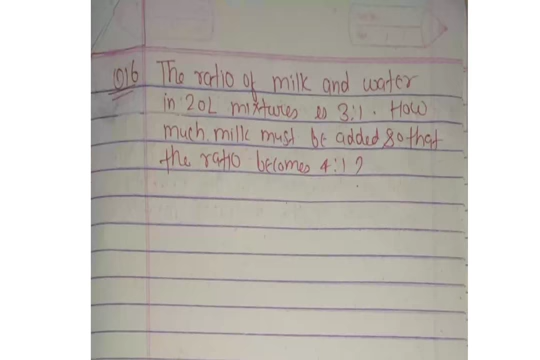 Q16 The ratio of milk and water
in 20L mixtures is 3:1. How
much milk must be added so that
the ratio becomes 4:1?